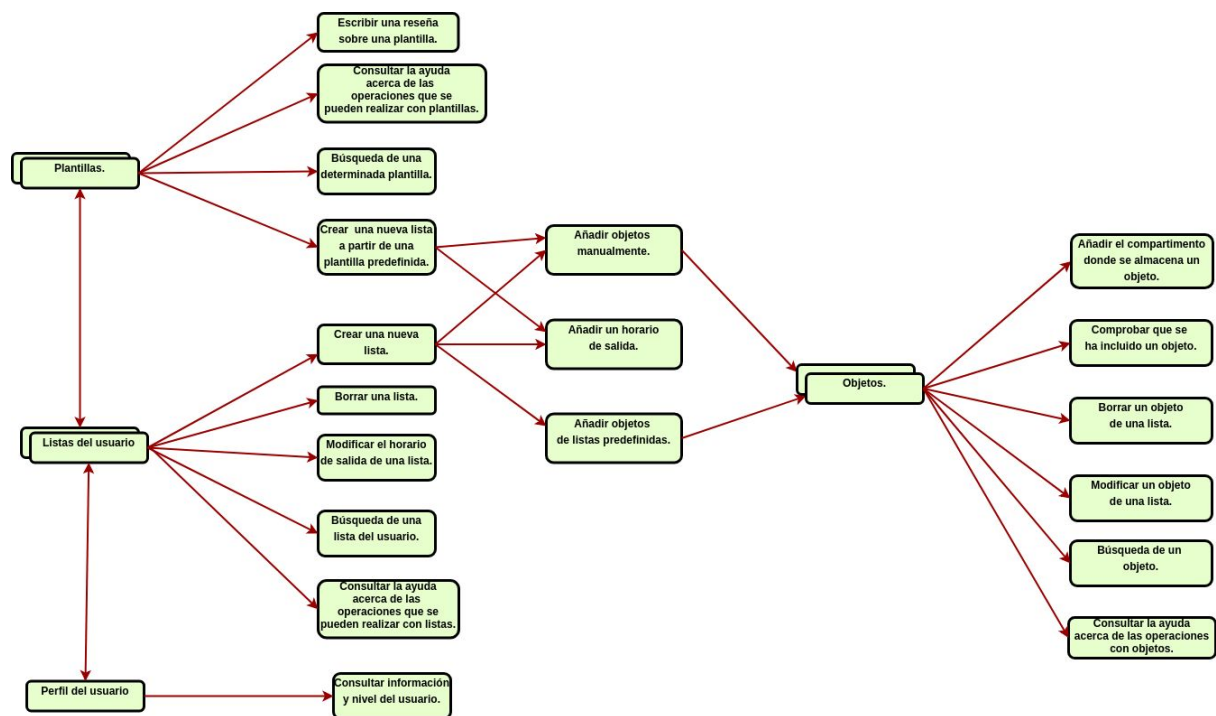 Escribir una reseña
sobre una plantilla.
Consultar la ayuda
acerca de las
operaciones que se
pueden realizar con plantillas.
Plantillas.
Búsqueda de una
determinada plantilla.
Crear una nueva lista
a partir de una
plantilla predefinida.
Añadir objetos
manualmente.
Añadir el compartimento
donde se almacena un
objeto.
Crear una nueva
lista.
Añadir un horario
de salida.
Comprobar que se
ha incluido un objeto.
Objetos.
Borrar una lista.
Borrar un objeto
de una lista.
Listas del usuario
Modificar el horario
de salida de una lista.
Añadir objetos
de listas predefinidas.
Modificar un objeto
de una lista.
Búsqueda de una
lista del usuario.
Búsqueda de un
objeto.
Consultar la ayuda
acerca de las
operaciones que se
pueden realizar con listas.
Consultar la ayuda
acerca de las operaciones
con objetos.
Perfil del usuario
Consultar información
y nivel del usuario.